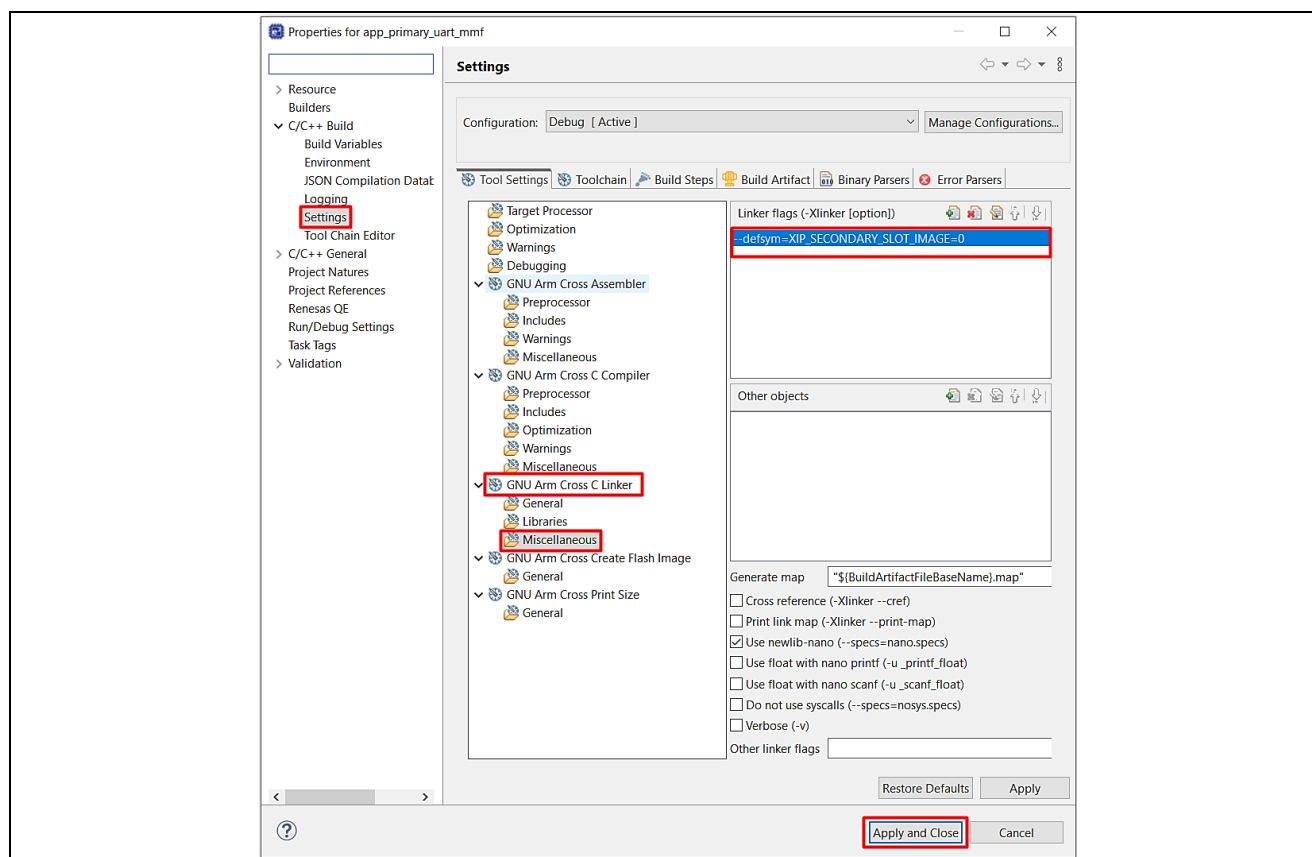 Properties for app_primary_uart_mmf
Resource
Builders
C/C++ Build
Build Variables
Environment
JSON Compilation Datab
Logging
Settings
Tool Chain Editor
C/C++ General
Project Natures
Project References
Renesas QE
Run/Debug Settings
Task Tags
Validation
Settings
Configuration: Debug [ Active ] Manage Configurations...
Tool Settings Toolchain Build Steps Build Artifact Binary Parsers Error Parsers
Target Processor
Optimization
Warnings
Debugging
GNU Arm Cross Assembler
Preprocessor
Includes
Warnings
Miscellaneous
GNU Arm Cross C Compiler
Preprocessor
Includes
Optimization
Warnings
Miscellaneous
GNU Arm Cross C Linker
General
Libraries
Miscellaneous
GNU Arm Cross Create Flash Image
General
GNU Arm Cross Print Size
General
Linker flags (-Xlinker [option])
--defsym=XIP_SECONDARY_SLOT_IMAGE=0
Other objects
Generate map "${BuildArtifactFileBaseName}.map"
Cross reference (-Xlinker --cref)
Print link map (-Xlinker --print-map)
Use newlib-nano (--specs=nano.specs)
Use float with nano printf (-u _printf_float)
Use float with nano scanf (-u _scanf_float)
Do not use syscalls (--specs=nosys.specs)
Verbose (-v)
Other linker flags
Restore Defaults Apply
? Apply and Close Cancel